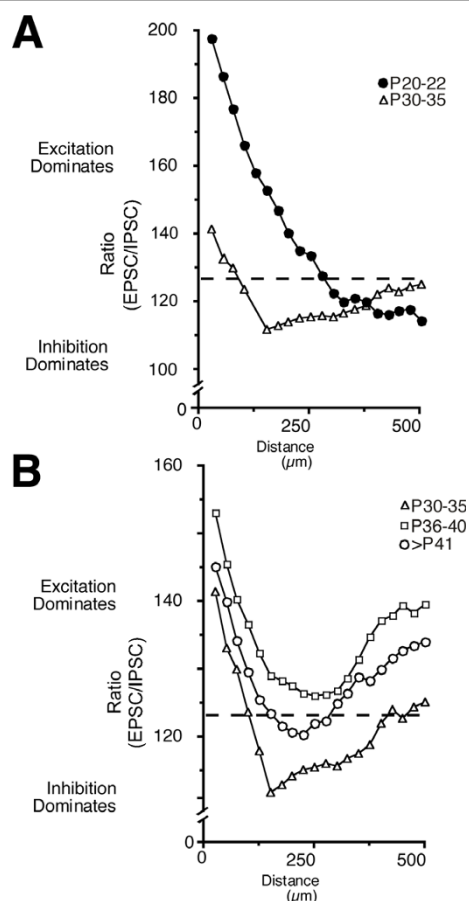 A
200
P20-22
P30-35
180
Excitation
Dominates
160
Ratio
(EPSC/IPSC)
140
120
Inhibition
Dominates
100
0
0
250
500
Distance
(µm)
B
160
P30-35
P36-40
>P41
Excitation
Dominates
140
Ratio
(EPSC/IPSC)
120
Inhibition
Dominates
0
0
250
500
Distance
(µm)